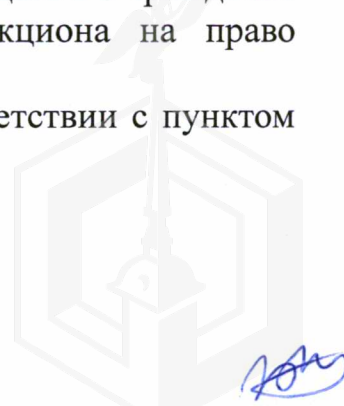 кциона на право
етствии с пунктом